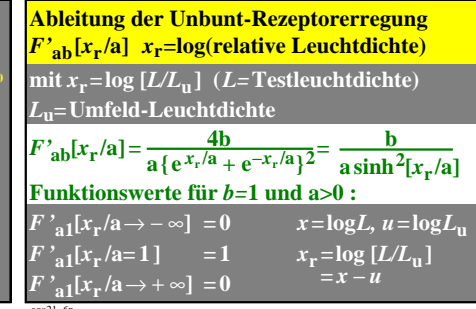 Ableitung der Unbunt-Rezeptorerregung
F’ab[xr/a] xr=log(relative Leuchtdichte)
mit xr=log [L/Lu] (L=Testleuchtdichte)
Lu=Umfeld-Leuchtdichte
F’ab[xr/a]= 4b / a{e^xr/a + e^−xr/a}^2 = b / a sinh^2[xr/a]
Funktionswerte für b=1 und a>0 :
F’a1[xr/a→ − ∞] =0 x=logL, u=logLu
F’a1[xr/a=1] =1 xr=log [L/Lu]
F’a1[xr/a→ + ∞] =0 =x − u